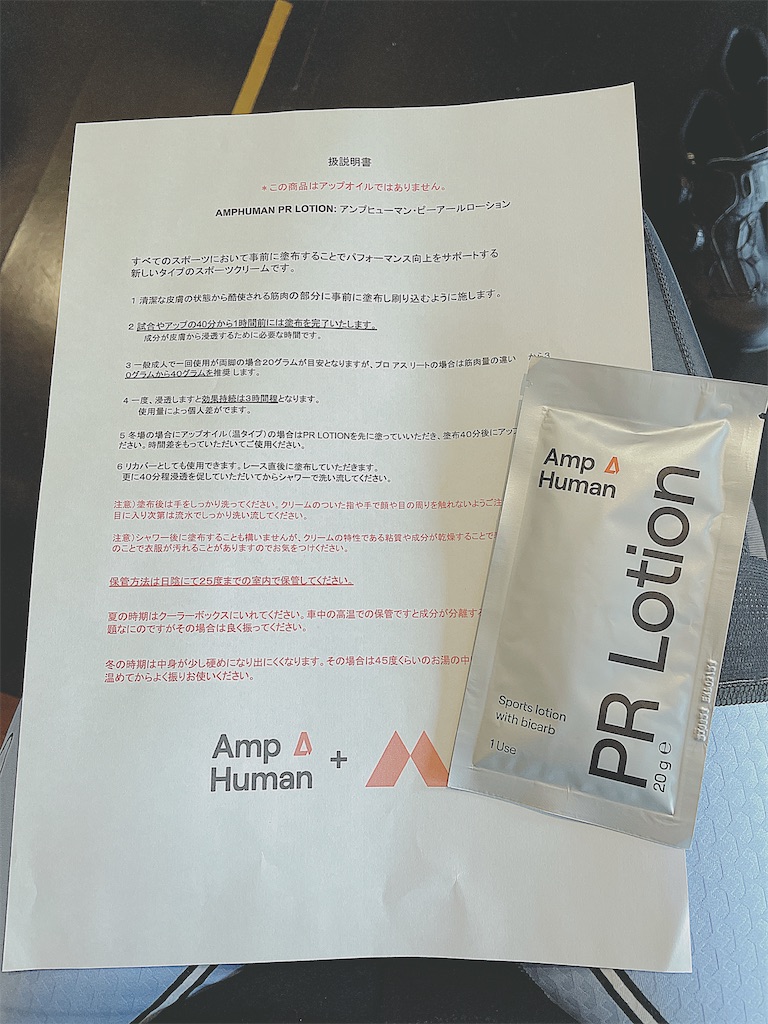 扱説明書
＊この商品はアップオイルではありません。
AMPHUMAN PR LOTION: アンプヒューマン・ピーアールローション
すべてのスポーツにおいて事前に塗布することでパフォーマンス向上をサポートする
新しいタイプのスポーツクリームです。
1 清潔な皮膚の状態から酷使される筋肉の部分に事前に塗布し刷り込むように施します。
2 試合やアップの40分から1時間前には塗布を完了いたします。
成分が皮膚から浸透するために必要な時間です。
3 一般成人で一回使用が両脚の場合20グラムが目安となりますが、プロアスリートの場合は筋肉量の違い から3
0グラムから40グラムを推奨します。
4 一度、浸透しますと効果持続は3時間程となります。
使用量によっ個人差がでます。
5 冬場の場合にアップオイル（温タイプ）の場合はPR LOTIONを先に塗っていいただき、塗布40分後にアップ
ださい。時間差をもっていただいてご使用ください。
6 リカバーとしても使用できます。レース直後に塗布していただきます。
更に40分程浸透を促していただいてからシャワーで洗い流してください。
注意）塗布後は手をしっかり洗ってください。クリームのついた指や手で顔や目の周りを触れないようご注
目に入り次第は流水でしっかり洗い流してください。
注意）シャワー後に塗布することも構いませんが、クリームの特性である粘質や成分が乾燥することで
のことで衣服が汚れることがありますのでお気をつけください。
保管方法は日陰にて25度までの室内で保管してください。
夏の時期はクーラーボックスにいれてください。車中の高温での保管ですと成分が分離す
題なにのですがその場合は良く振ってください。
冬の時期は中身が少し硬めになり出にくくなります。その場合は45度くらいのお湯の中
温めてからよく振りお使いください。
Amp
Human
+
Amp
Human
PR Lotion
Sports lotion
with bicarb
1 Use
20 g ℮